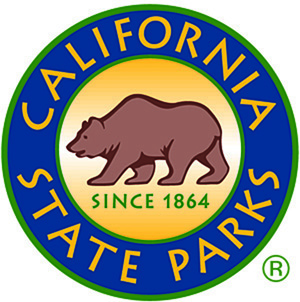 CALIFORNIA
SINCE 1864
STATE PARKS
®